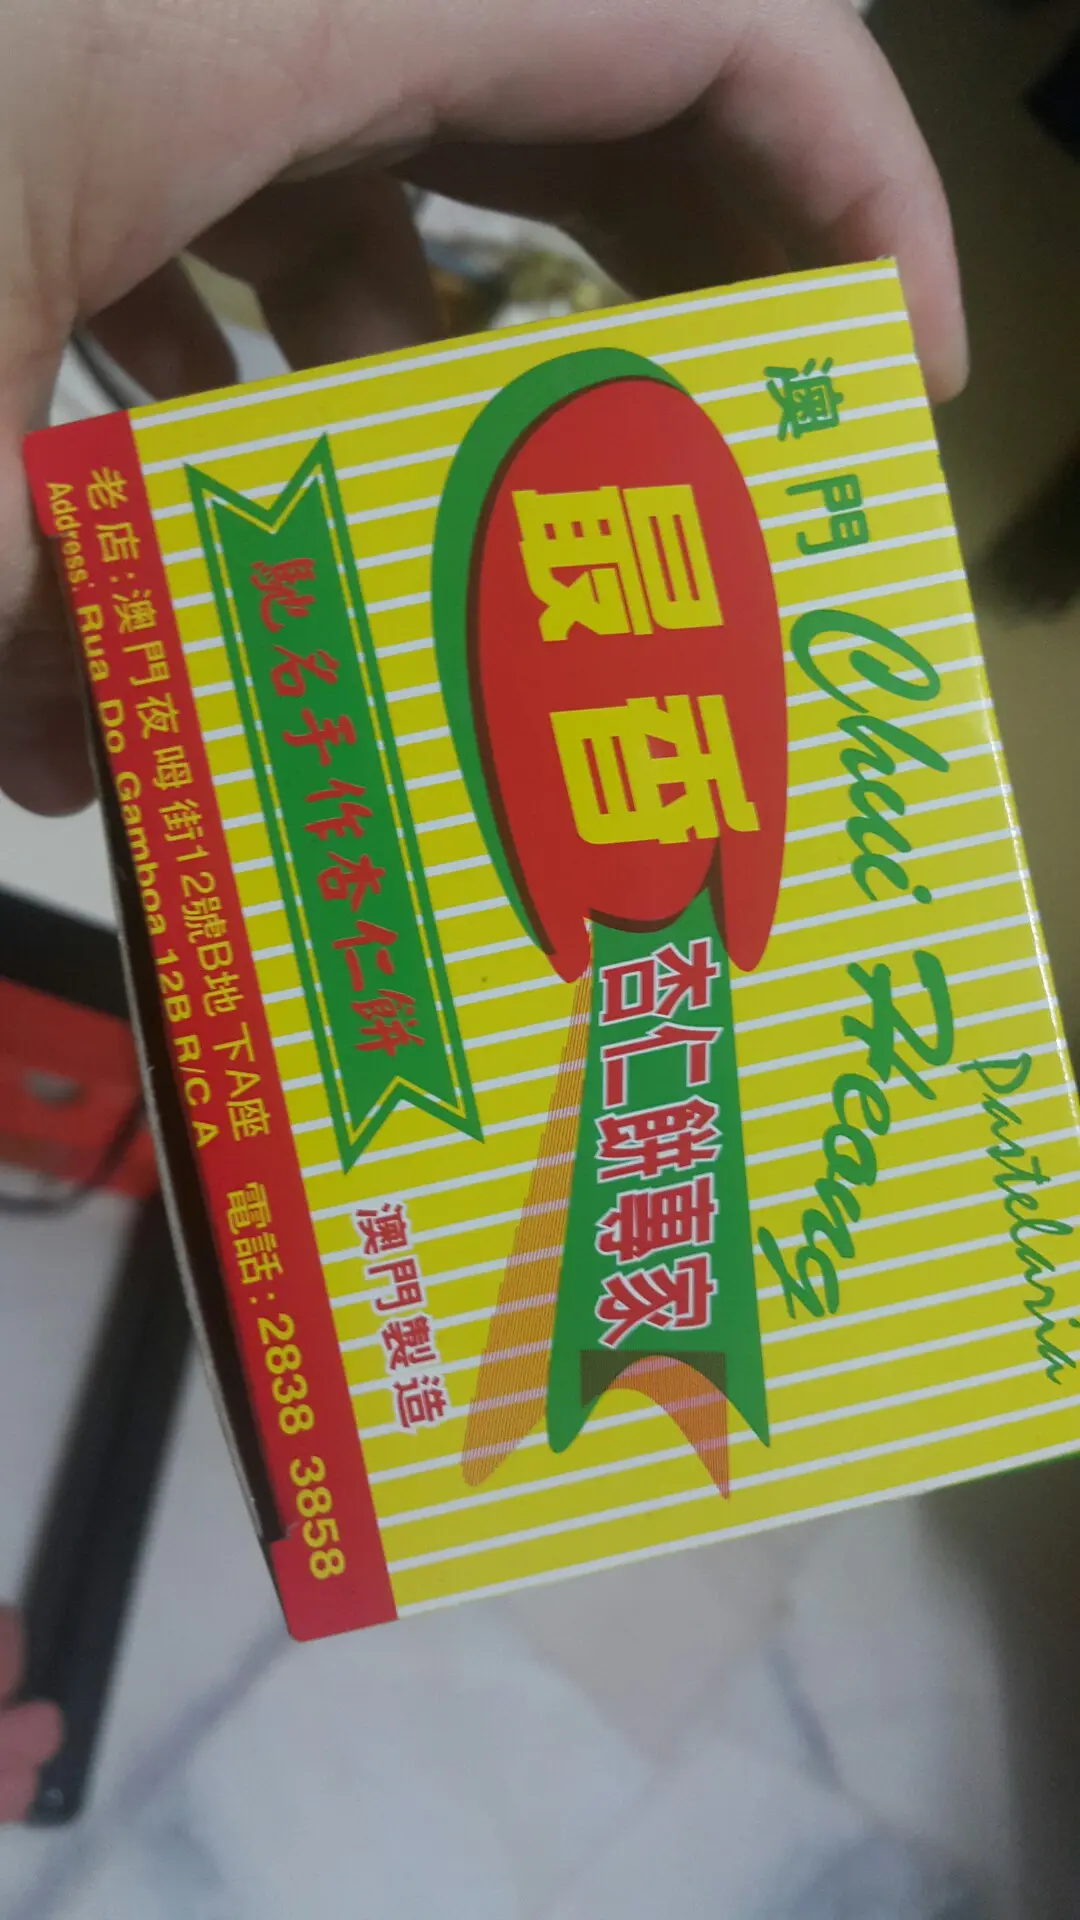 澳門 Chui Heong
Pastelaria
最香
杏仁餅專家
馳名手作杏仁餅
澳門製造
老店:澳門夜呣街12號B地下A座 電話:2838 3858
Address: Rua Do Gamboa 12B R/C A